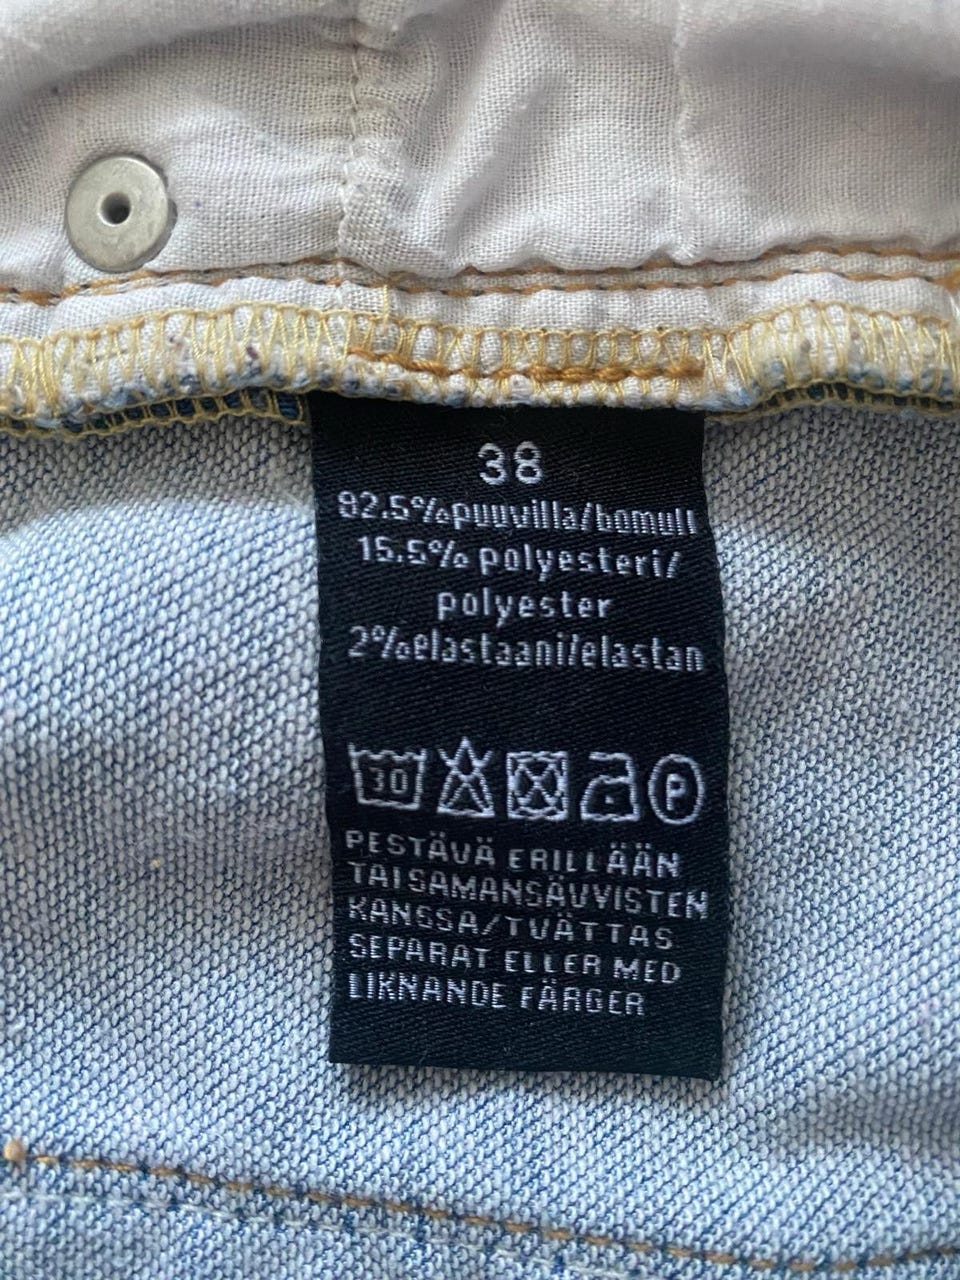 38
82.5%puuvilla/bomull
15.5% polyesteri/
polyester
2%elastaani/elastan
30 P
PESTÄVÄ ERILLÄÄN
TAI SAMANSÄVVISTEN
KANSSA/TVÄTTAS
SEPARAT ELLER MED
LIKNANDE FÄRGER